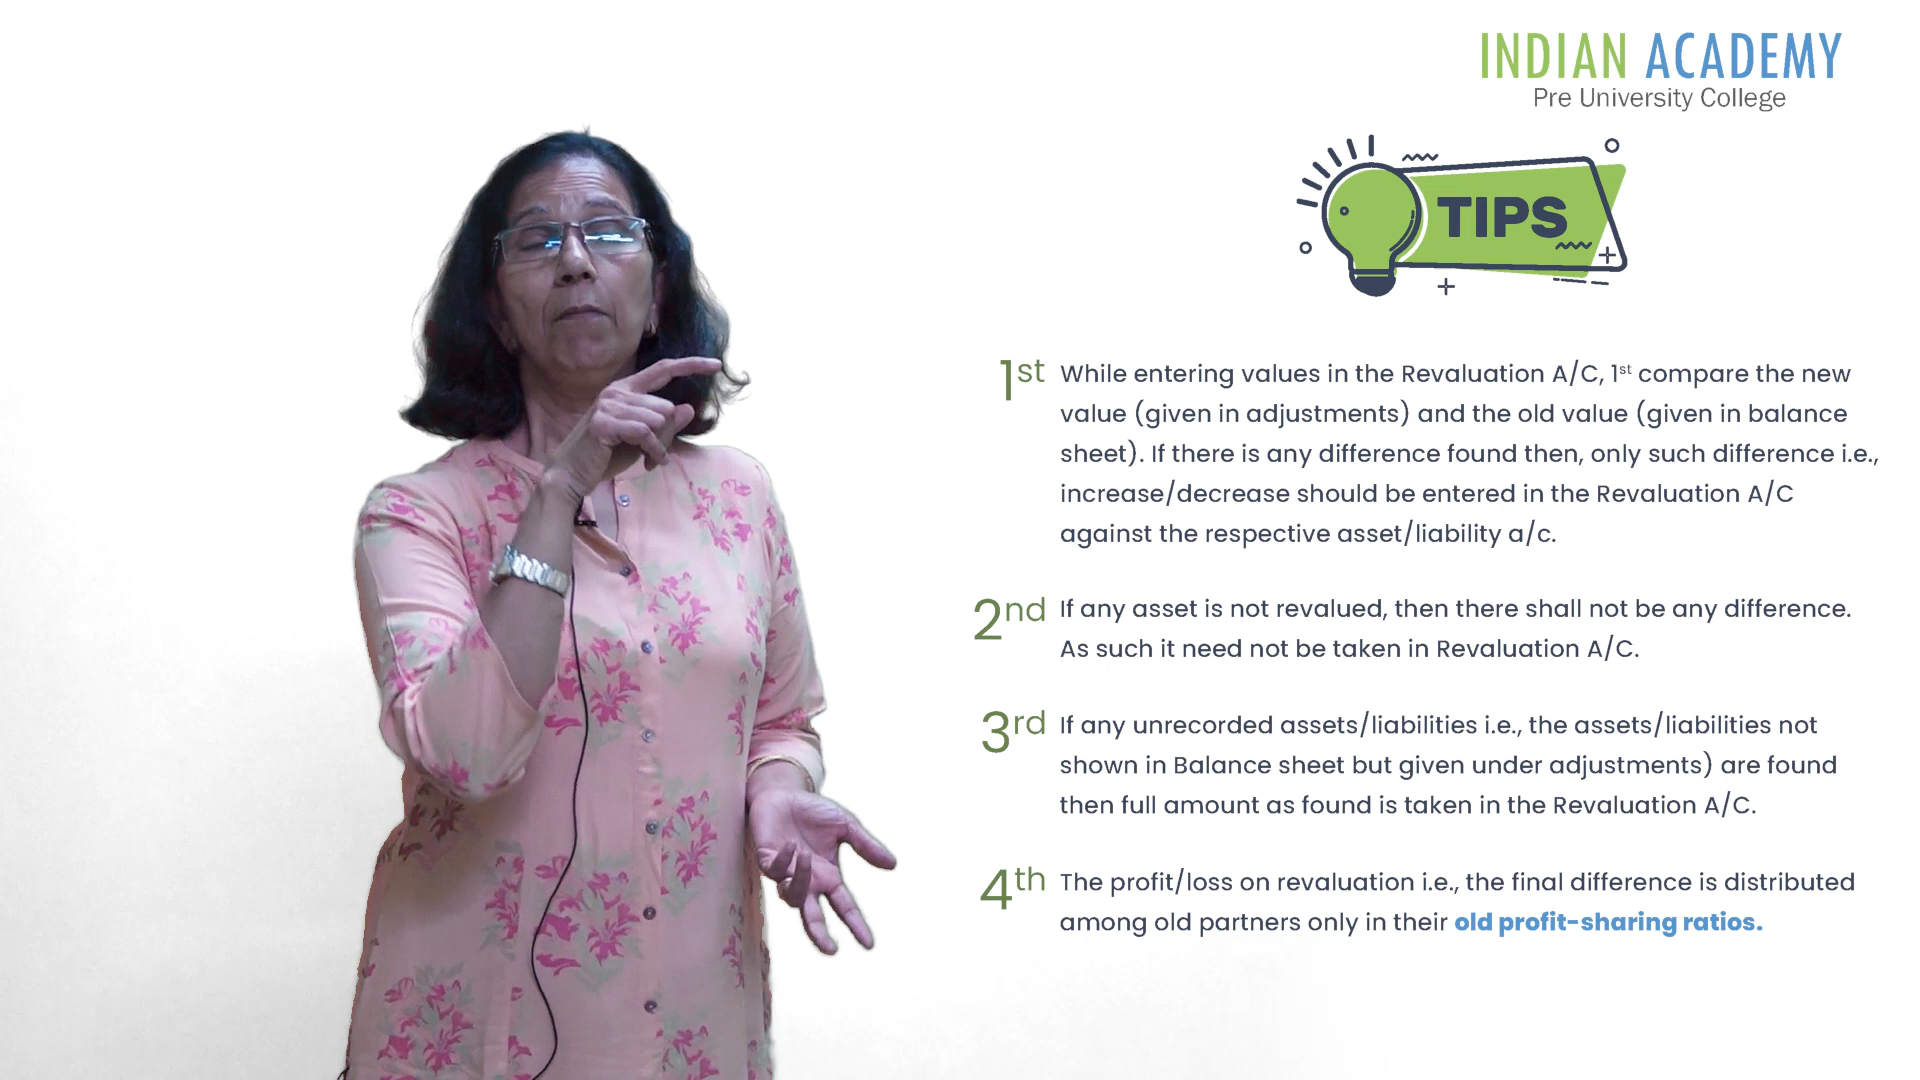 INDIAN ACADEMY
Pre University College
TIPS
1st While entering values in the Revaluation A/C, 1st compare the new
value (given in adjustments) and the old value (given in balance
sheet). If there is any difference found then, only such difference i.e.,
increase/decrease should be entered in the Revaluation A/C
against the respective asset/liability a/c.
2nd If any asset is not revalued, then there shall not be any difference.
As such it need not be taken in Revaluation A/C.
3rd If any unrecorded assets/liabilities i.e., the assets/liabilities not
shown in Balance sheet but given under adjustments) are found
then full amount as found is taken in the Revaluation A/C.
4th The profit/loss on revaluation i.e., the final difference is distributed
among old partners only in their old profit-sharing ratios.